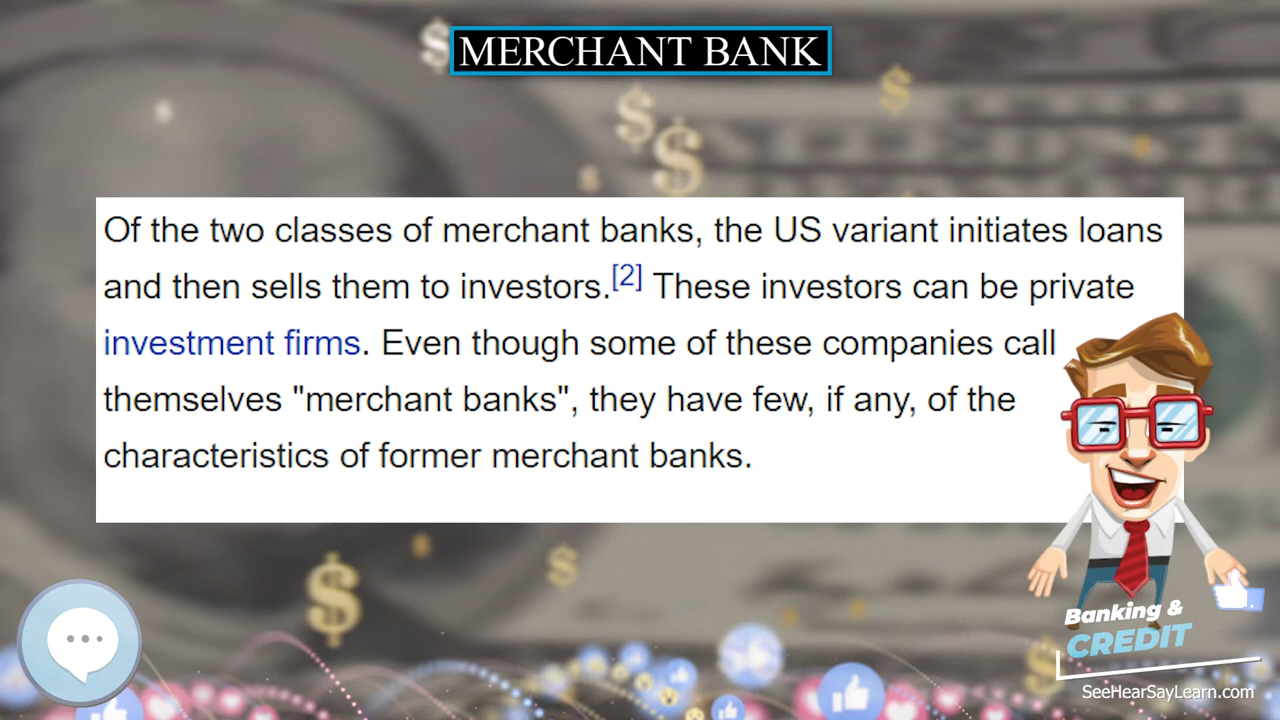 MERCHANT BANK
Of the two classes of merchant banks, the US variant initiates loans
and then sells them to investors.[2] These investors can be private
investment firms. Even though some of these companies call
themselves "merchant banks", they have few, if any, of the
characteristics of former merchant banks.
Banking &
CREDIT
SeeHearSayLearn.com